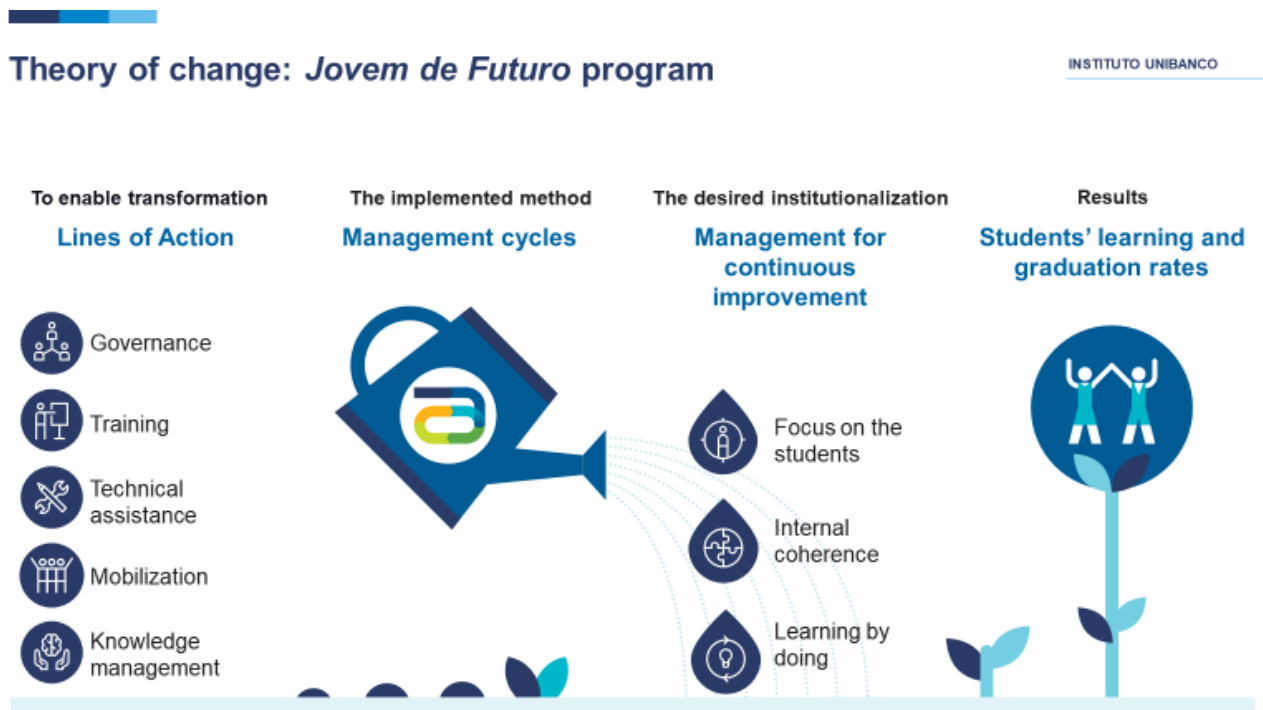 Theory of change: Jovem de Futuro program
INSTITUTO UNIBANCO
To enable transformation
Lines of Action
Governance
Training
Technical
assistance
Mobilization
Knowledge
management
The implemented method
Management cycles
The desired institutionalization
Management for
continuous
improvement
Focus on the
students
Internal
coherence
Learning by
doing
Results
Students’ learning and
graduation rates